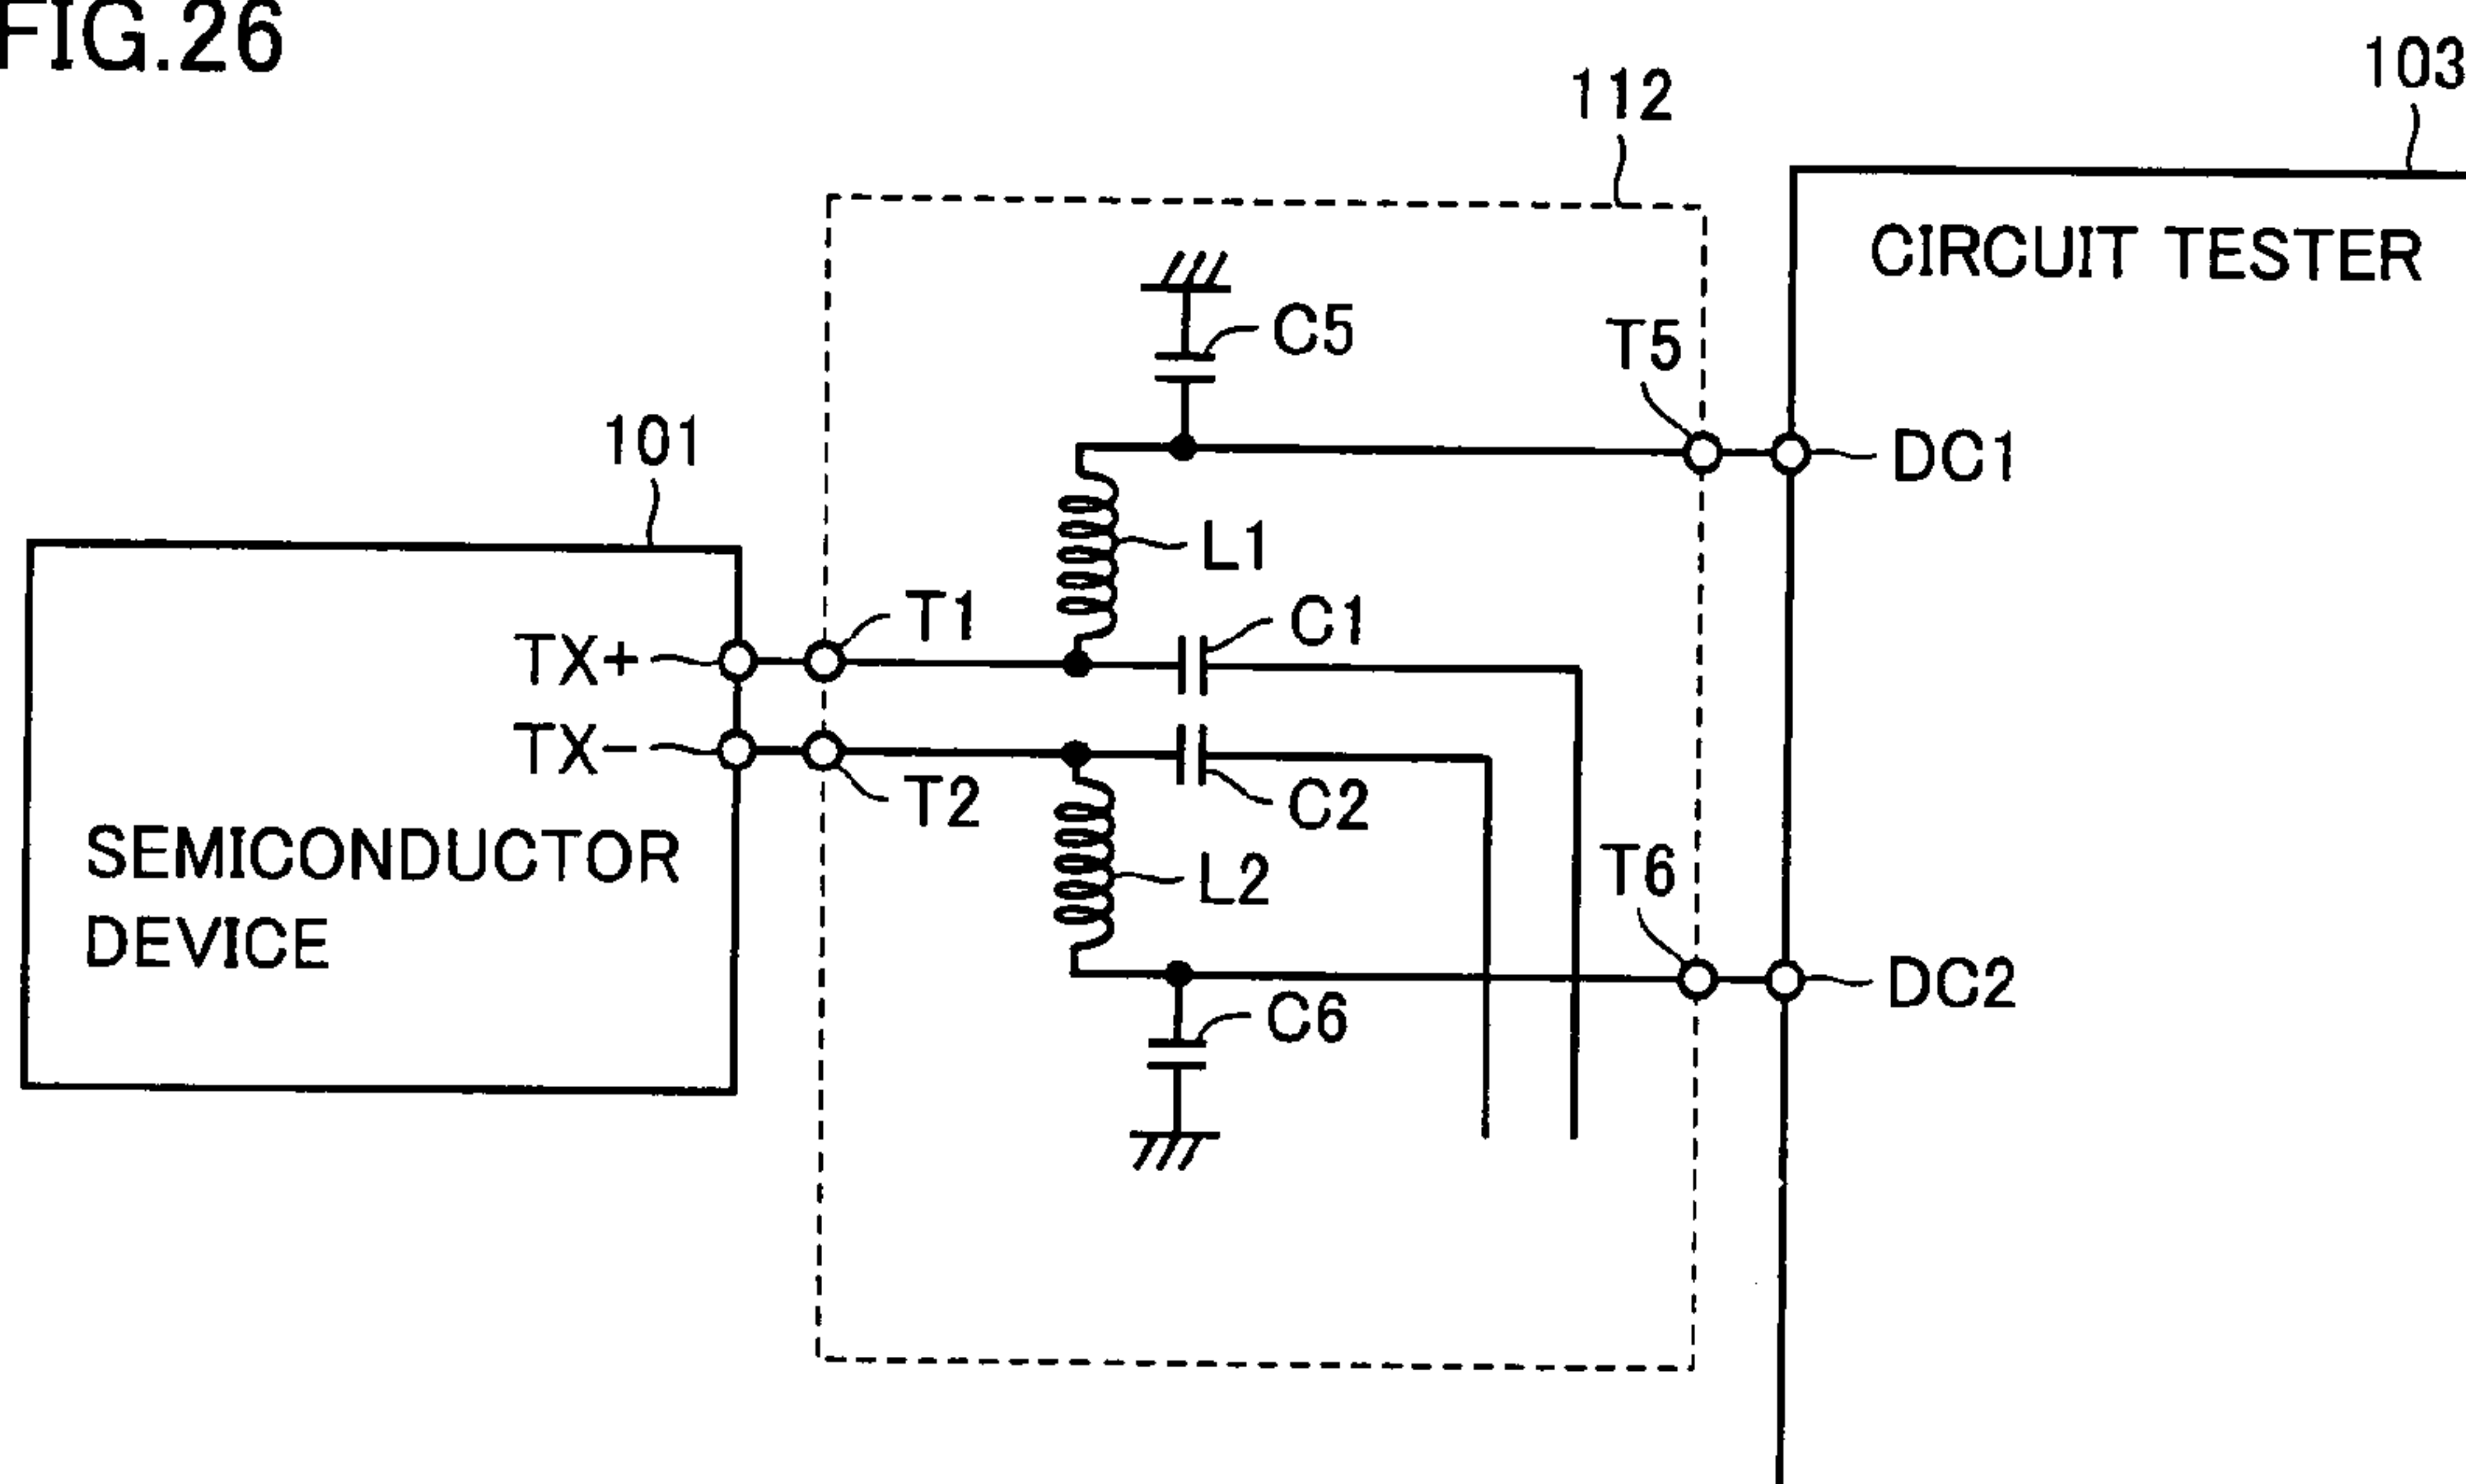 FIG.26
103
112
CIRCUIT TESTER
C5
T5
101
DC1
L1
T1
C1
TX+
TX-
T2
C2
SEMICONDUCTOR
DEVICE
L2
T6
DC2
C6